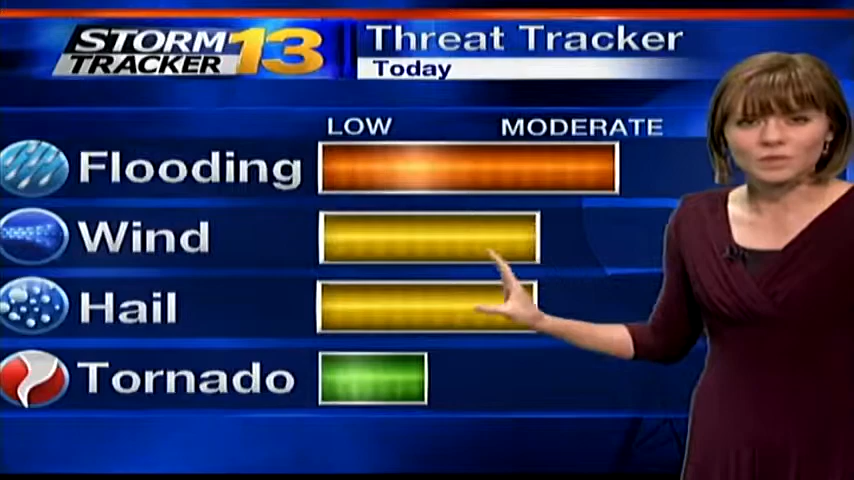 STORM
TRACKER 13
Threat Tracker
Today
LOW MODERATE
Flooding
Wind
Hail
Tornado